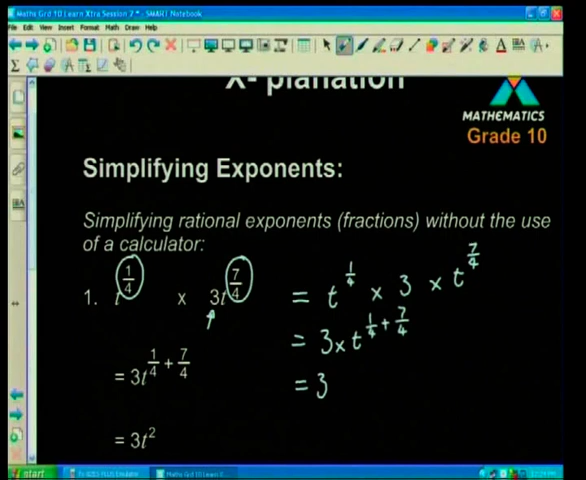 Maths Grd 10 Learn Xtra Session 2 * - SMART Notebook
File Edit View Insert Format Math Draw Help
X- planation
MATHEMATICS
Grade 10
Simplifying Exponents:
Simplifying rational exponents (fractions) without the use
of a calculator:
1. t^(1/4) x 3t^(7/4)
= t^(1/4) × 3 × t^(7/4)
= 3 × t^(1/4 + 7/4)
= 3
= 3t^(1/4 + 7/4)
= 3t²
start